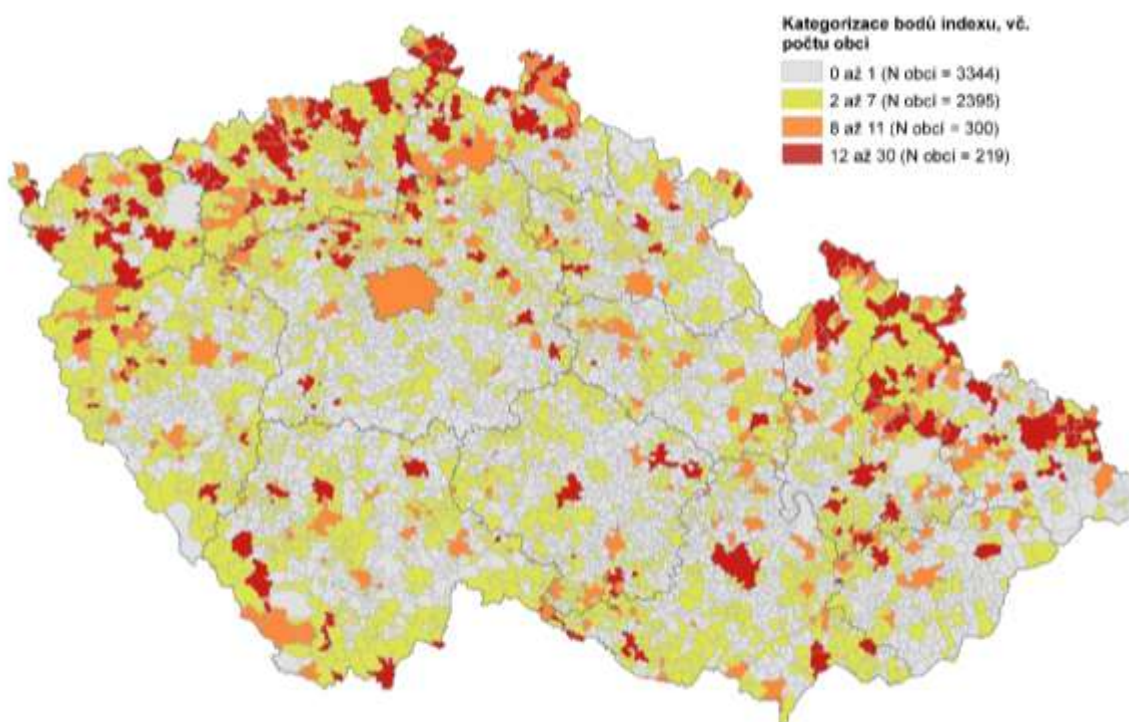 Kategorizace bodů indexu, vč.
počtu obcí
0 až 1 (N obcí = 3344)
2 až 7 (N obcí = 2395)
8 až 11 (N obcí = 300)
12 až 30 (N obcí = 219)